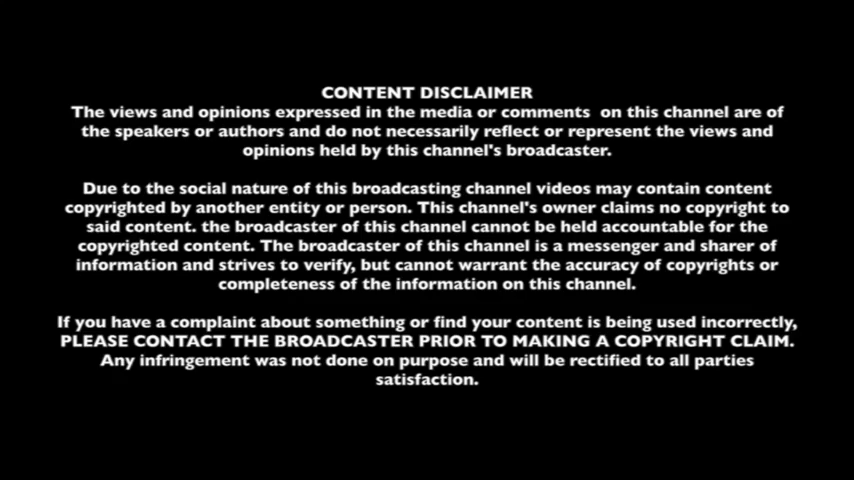 CONTENT DISCLAIMER
The views and opinions expressed in the media or comments on this channel are of
the speakers or authors and do not necessarily reflect or represent the views and
opinions held by this channel's broadcaster.
Due to the social nature of this broadcasting channel videos may contain content
copyrighted by another entity or person. This channel's owner claims no copyright to
said content. the broadcaster of this channel cannot be held accountable for the
copyrighted content. The broadcaster of this channel is a messenger and sharer of
information and strives to verify, but cannot warrant the accuracy of copyrights or
completeness of the information on this channel.
If you have a complaint about something or find your content is being used incorrectly,
PLEASE CONTACT THE BROADCASTER PRIOR TO MAKING A COPYRIGHT CLAIM.
Any infringement was not done on purpose and will be rectified to all parties
satisfaction.